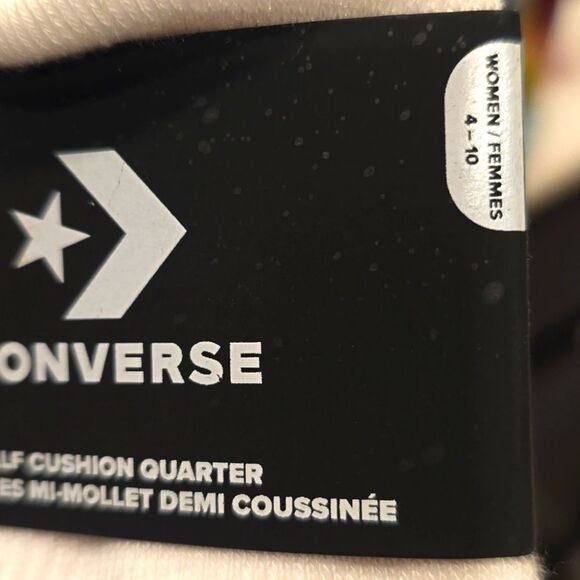 WOMEN / FEMMES
4 – 10
ONVERSE
LF CUSHION QUARTER
ES MI-MOLLET DEMI COUSSINÉE